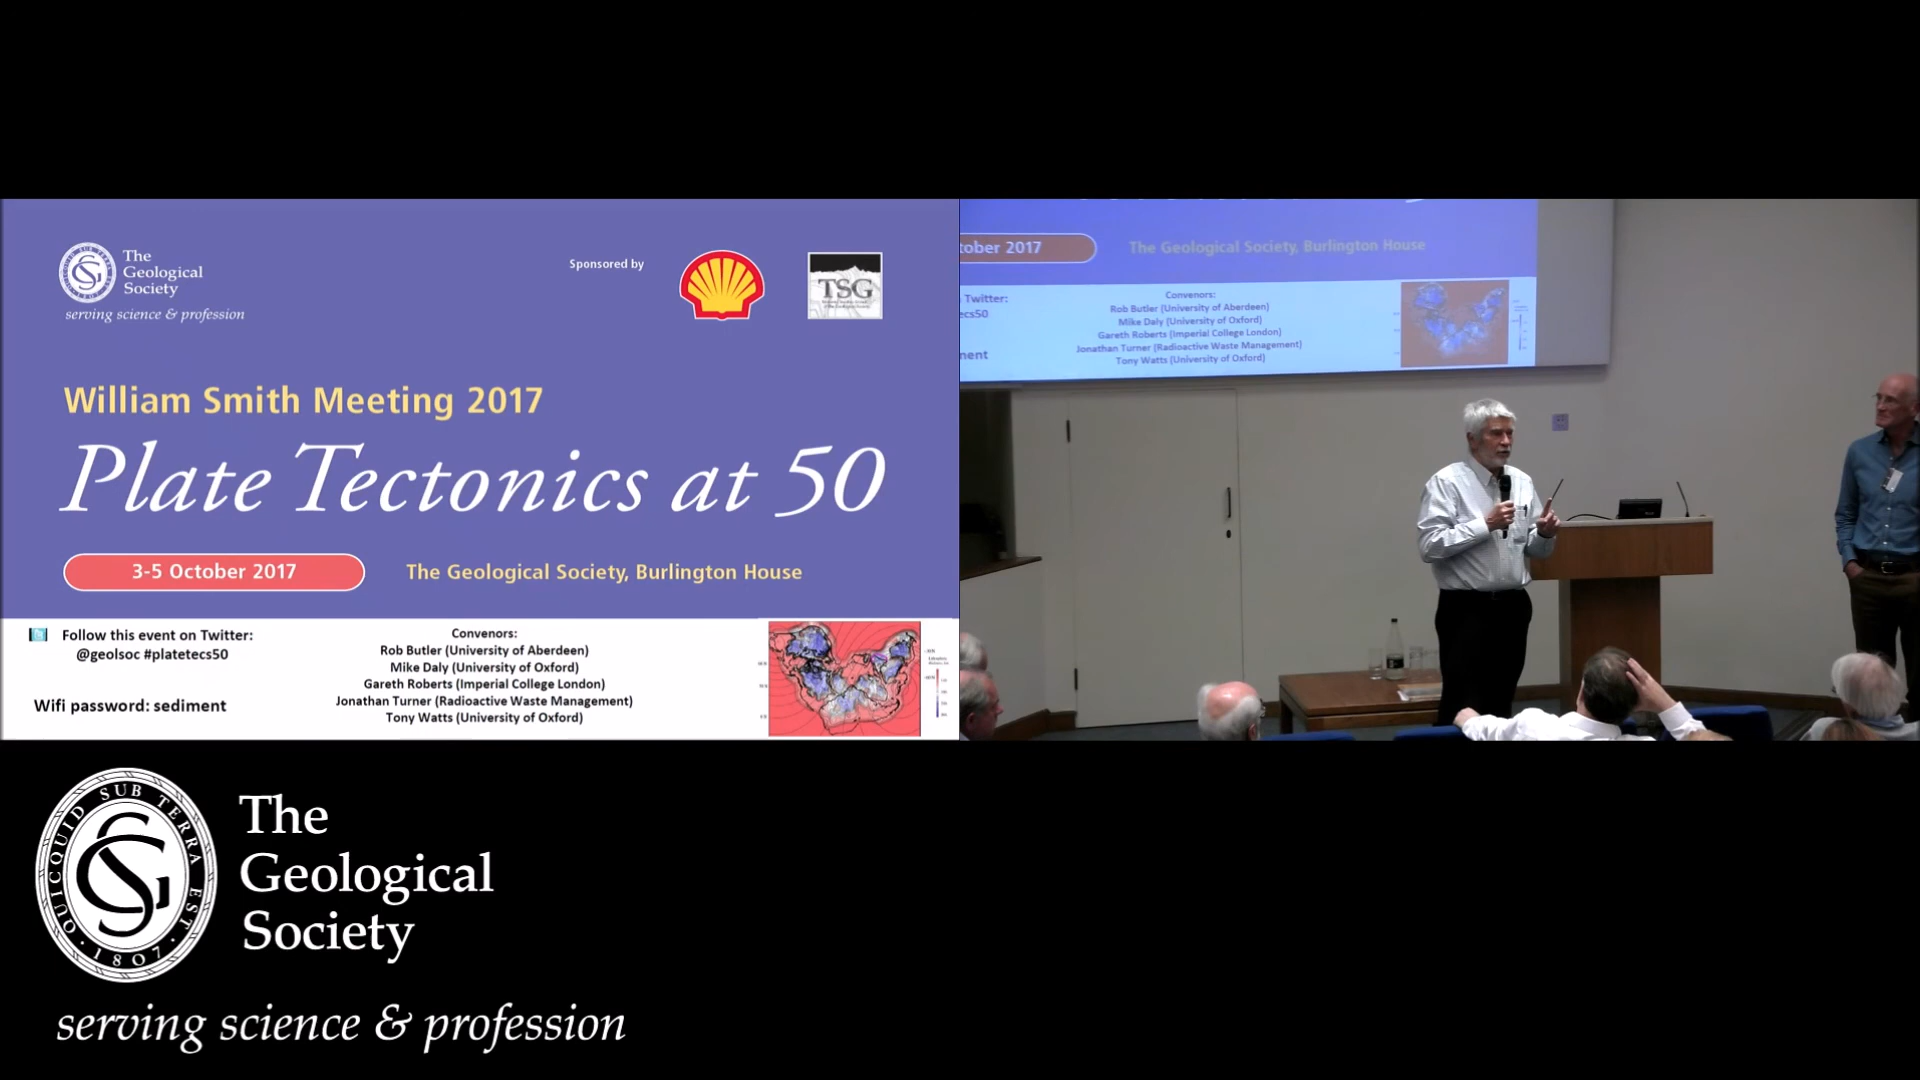 The
Geological
Society
serving science & profession
Sponsored by
TSG
William Smith Meeting 2017
Plate Tectonics at 50
3-5 October 2017
The Geological Society, Burlington House
Follow this event on Twitter:
@geolsoc #platetecs50
Wifi password: sediment
Convenors:
Rob Butler (University of Aberdeen)
Mike Daly (University of Oxford)
Gareth Roberts (Imperial College London)
Jonathan Turner (Radioactive Waste Management)
Tony Watts (University of Oxford)
tober 2017
The Geological Society, Burlington House
Twitter:
ecs50
ment
Convenors:
Rob Butler (University of Aberdeen)
Mike Daly (University of Oxford)
Gareth Roberts (Imperial College London)
Jonathan Turner (Radioactive Waste Management)
Tony Watts (University of Oxford)
QUICQUID SUB TERRA EST
1807
The
Geological
Society
serving science & profession